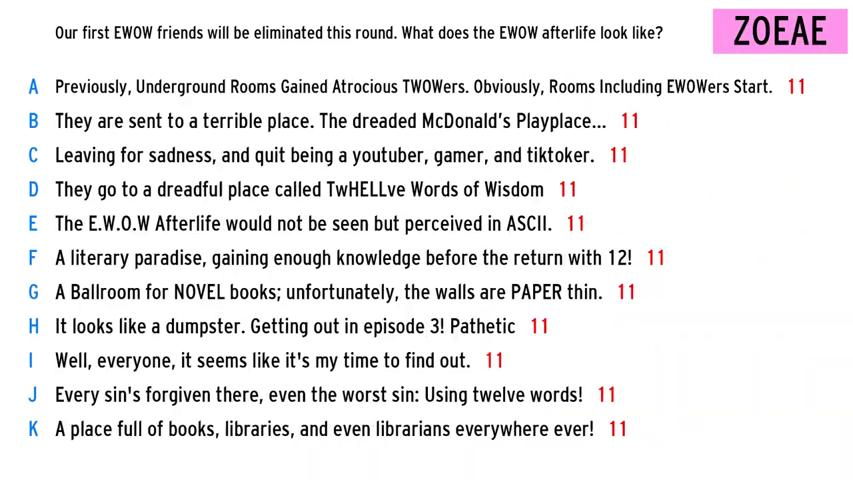 Our first EWOW friends will be eliminated this round. What does the EWOW afterlife look like?
ZOEAE
A Previously, Underground Rooms Gained Atrocious TWOWers. Obviously, Rooms Including EWOWers Start. 11
B They are sent to a terrible place. The dreaded McDonald's Playplace... 11
C Leaving for sadness, and quit being a youtuber, gamer, and tiktoker. 11
D They go to a dreadful place called TwHELLve Words of Wisdom 11
E The E.W.O.W Afterlife would not be seen but perceived in ASCII. 11
F A literary paradise, gaining enough knowledge before the return with 12! 11
G A Ballroom for NOVEL books; unfortunately, the walls are PAPER thin. 11
H It looks like a dumpster. Getting out in episode 3! Pathetic 11
I Well, everyone, it seems like it's my time to find out. 11
J Every sin's forgiven there, even the worst sin: Using twelve words! 11
K A place full of books, libraries, and even librarians everywhere ever! 11